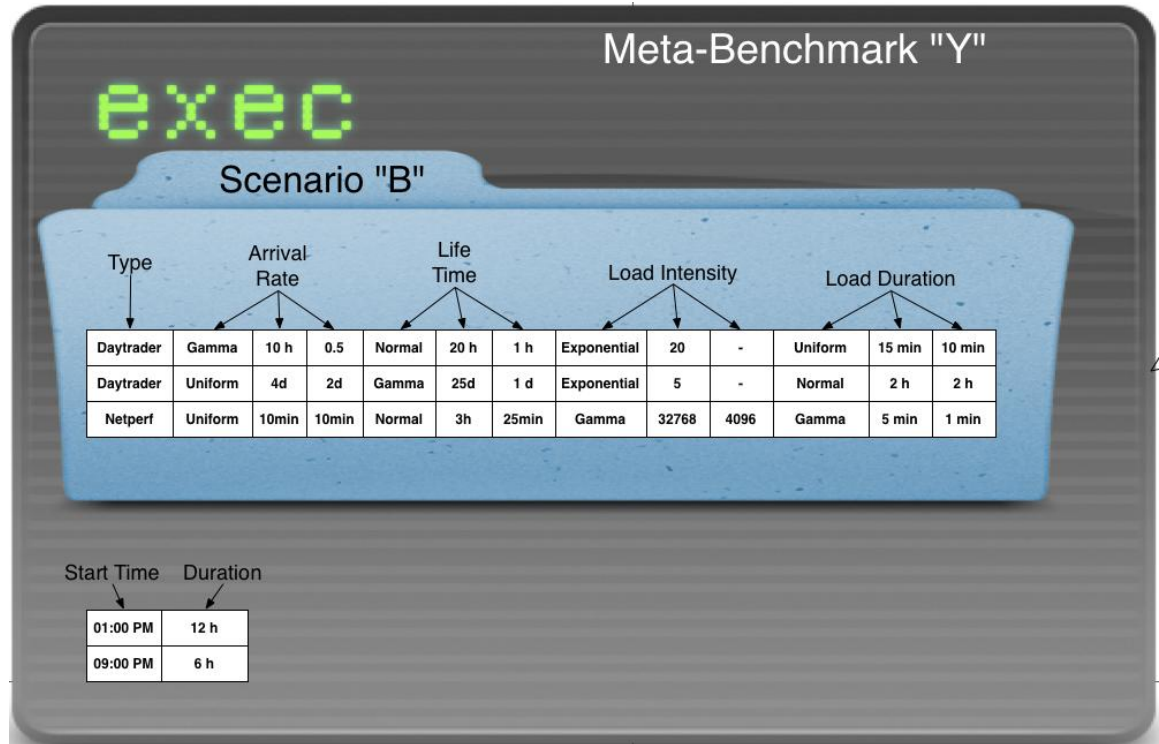 Meta-Benchmark "Y"
exec
Scenario "B"
Type Arrival Rate Life Time Load Intensity Load Duration
Daytrader Gamma 10 h 0.5 Normal 20 h 1 h Exponential 20 - Uniform 15 min 10 min
Daytrader Uniform 4d 2d Gamma 25d 1 d Exponential 5 - Normal 2 h 2 h
Netperf Uniform 10min 10min Normal 3h 25min Gamma 32768 4096 Gamma 5 min 1 min
Start Time Duration
01:00 PM 12 h
09:00 PM 6 h